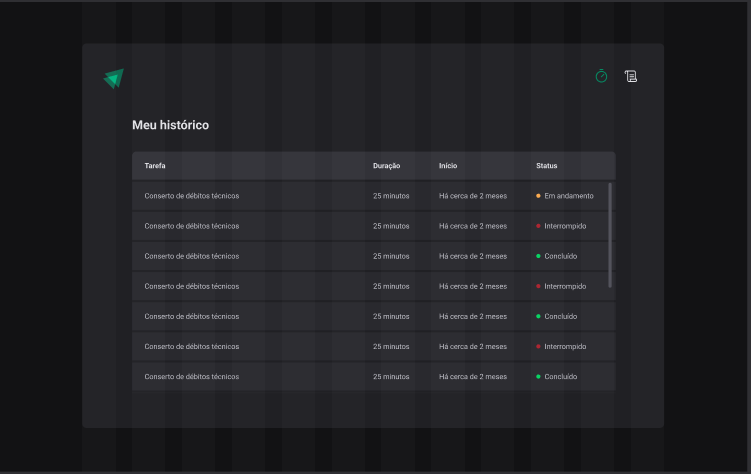 Meu histórico
Tarefa Duração Início Status
Conserto de débitos técnicos 25 minutos Há cerca de 2 meses Em andamento
Conserto de débitos técnicos 25 minutos Há cerca de 2 meses Interrompido
Conserto de débitos técnicos 25 minutos Há cerca de 2 meses Concluído
Conserto de débitos técnicos 25 minutos Há cerca de 2 meses Interrompido
Conserto de débitos técnicos 25 minutos Há cerca de 2 meses Concluído
Conserto de débitos técnicos 25 minutos Há cerca de 2 meses Interrompido
Conserto de débitos técnicos 25 minutos Há cerca de 2 meses Concluído